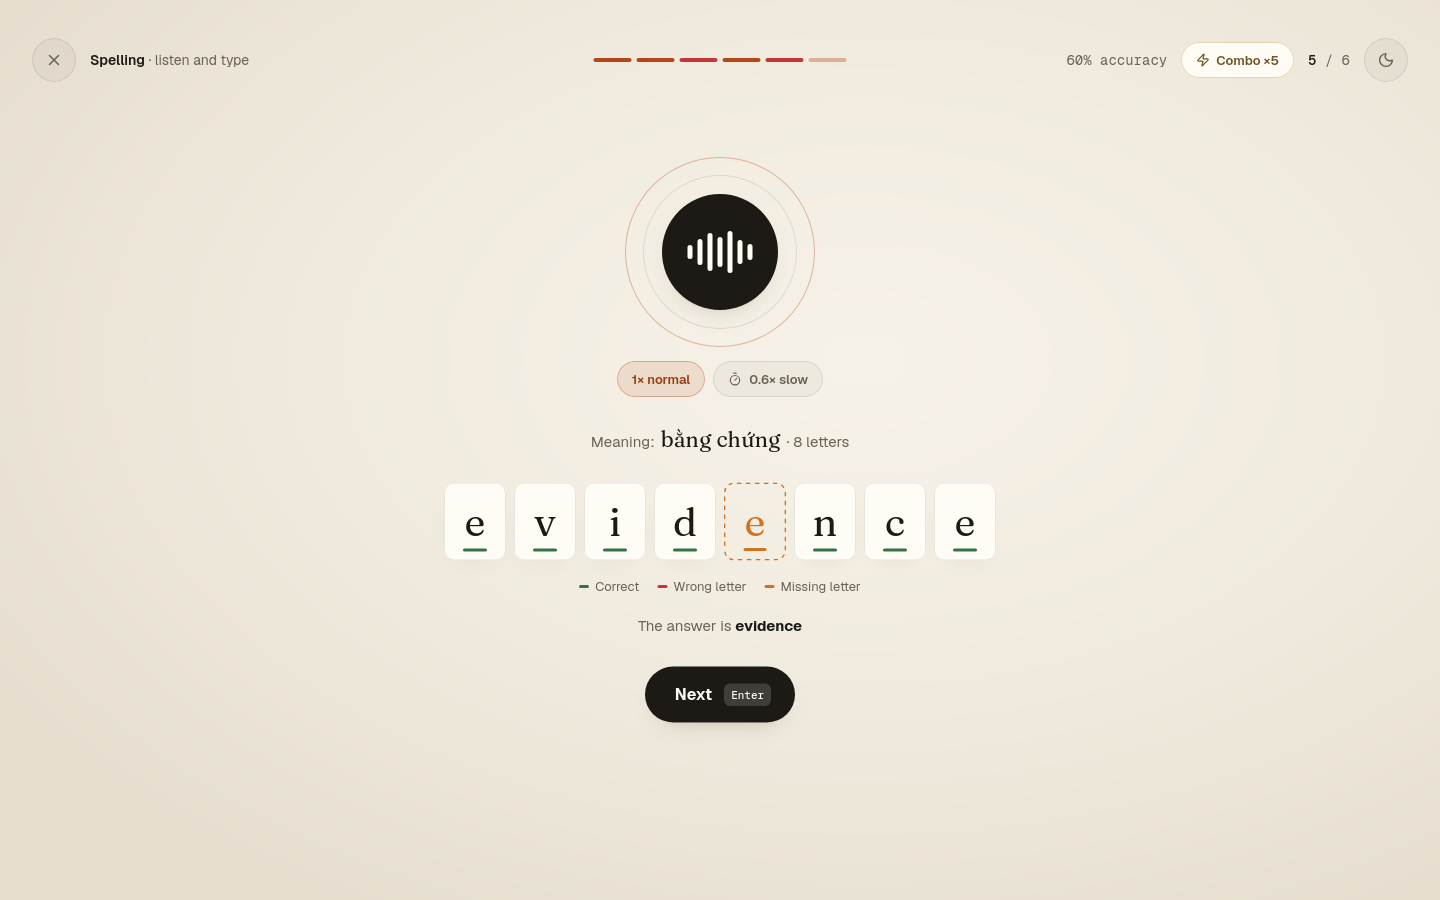 Spelling · listen and type
60% accuracy
Combo ×5
5 / 6
1× normal
0.6× slow
Meaning: bằng chứng · 8 letters
e v i d e n c e
Correct Wrong letter Missing letter
The answer is evidence
Next Enter